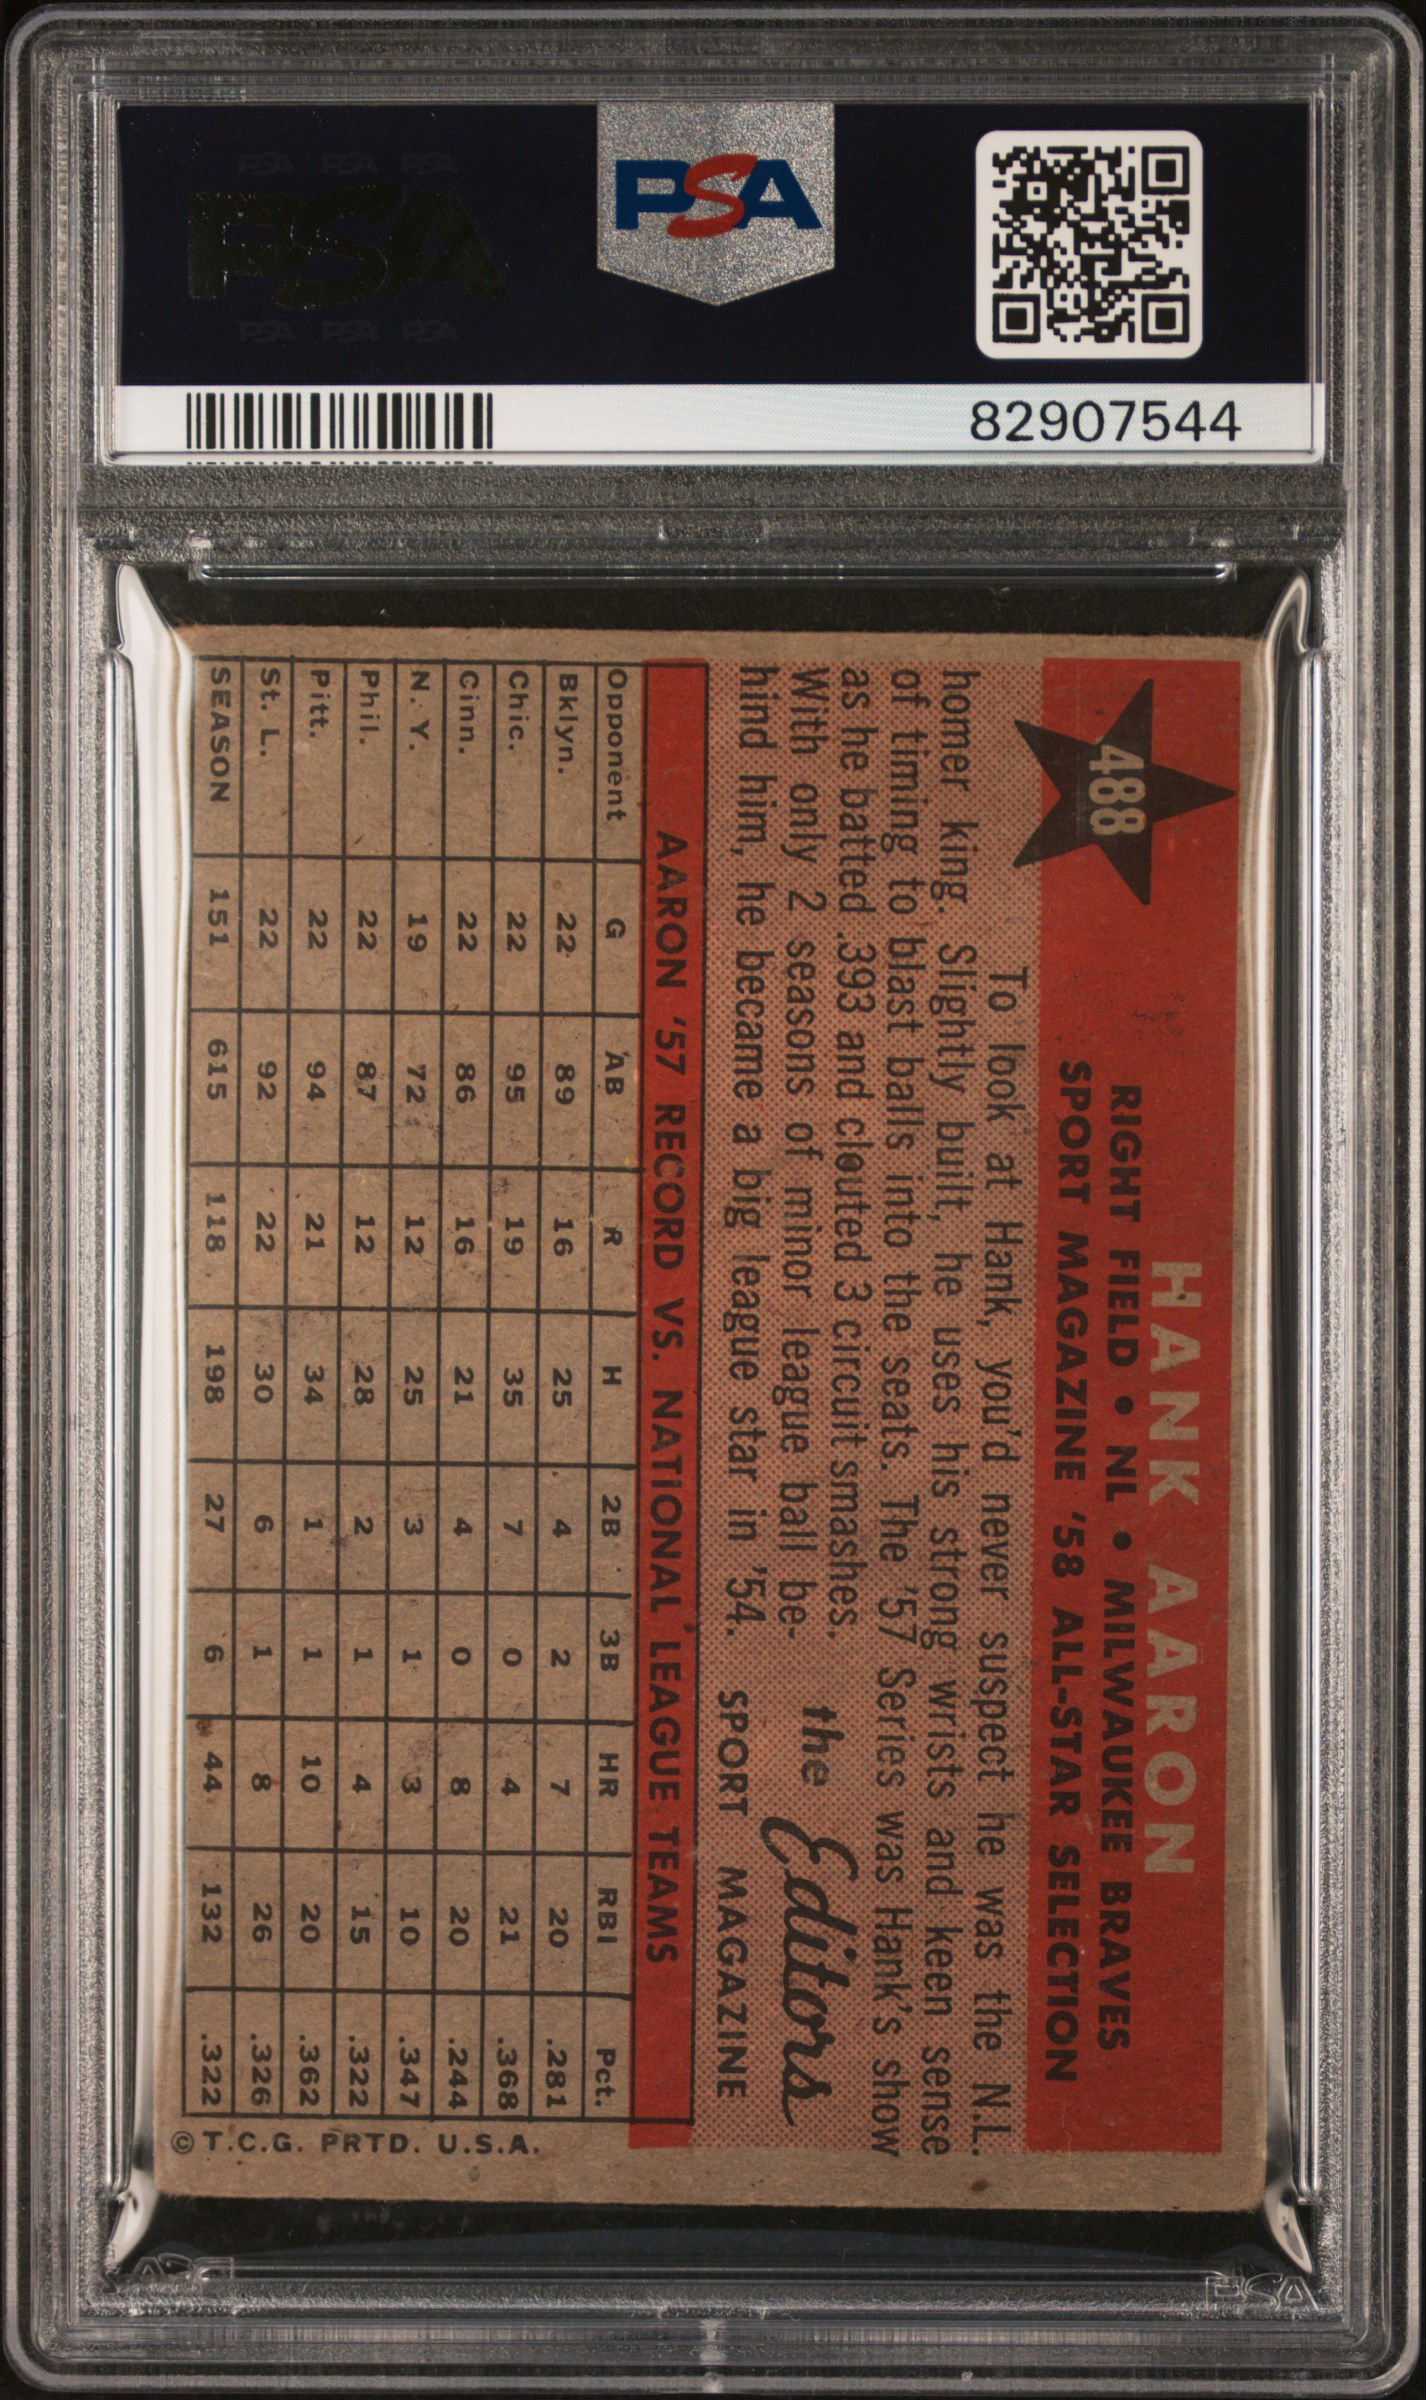 PSA PSA PSA
PSA
PSA PSA PSA
PSA
82907544
488
HANK AARON
RIGHT FIELD • NL • MILWAUKEE BRAVES
SPORT MAGAZINE '58 ALL-STAR SELECTION
To look at Hank, you'd never suspect he was the N.L.
homer king. Slightly built, he uses his strong wrists and keen sense
of timing to blast balls into the seats. The '57 Series was Hank's show
as he batted .393 and clouted 3 circuit smashes.
With only 2 seasons of minor league ball be-
hind him, he became a big league star in '54.
the Editors
SPORT MAGAZINE
AARON '57 RECORD VS. NATIONAL LEAGUE TEAMS
Opponent G AB R H 2B 3B HR RBI Pct.
Bklyn. 22 89 16 25 4 2 7 20 .281
Chic. 22 95 19 35 7 0 4 21 .368
Cinn. 22 86 16 21 4 0 8 20 .244
N. Y. 19 72 12 25 3 1 3 10 .347
Phil. 22 87 12 28 2 1 4 15 .322
Pitt. 22 94 21 34 1 1 10 20 .362
St. L. 22 92 22 30 6 1 8 26 .326
SEASON 151 615 118 198 27 6 44 132 .322
© T.C.G. PRTD. U.S.A.
PSA
PSA